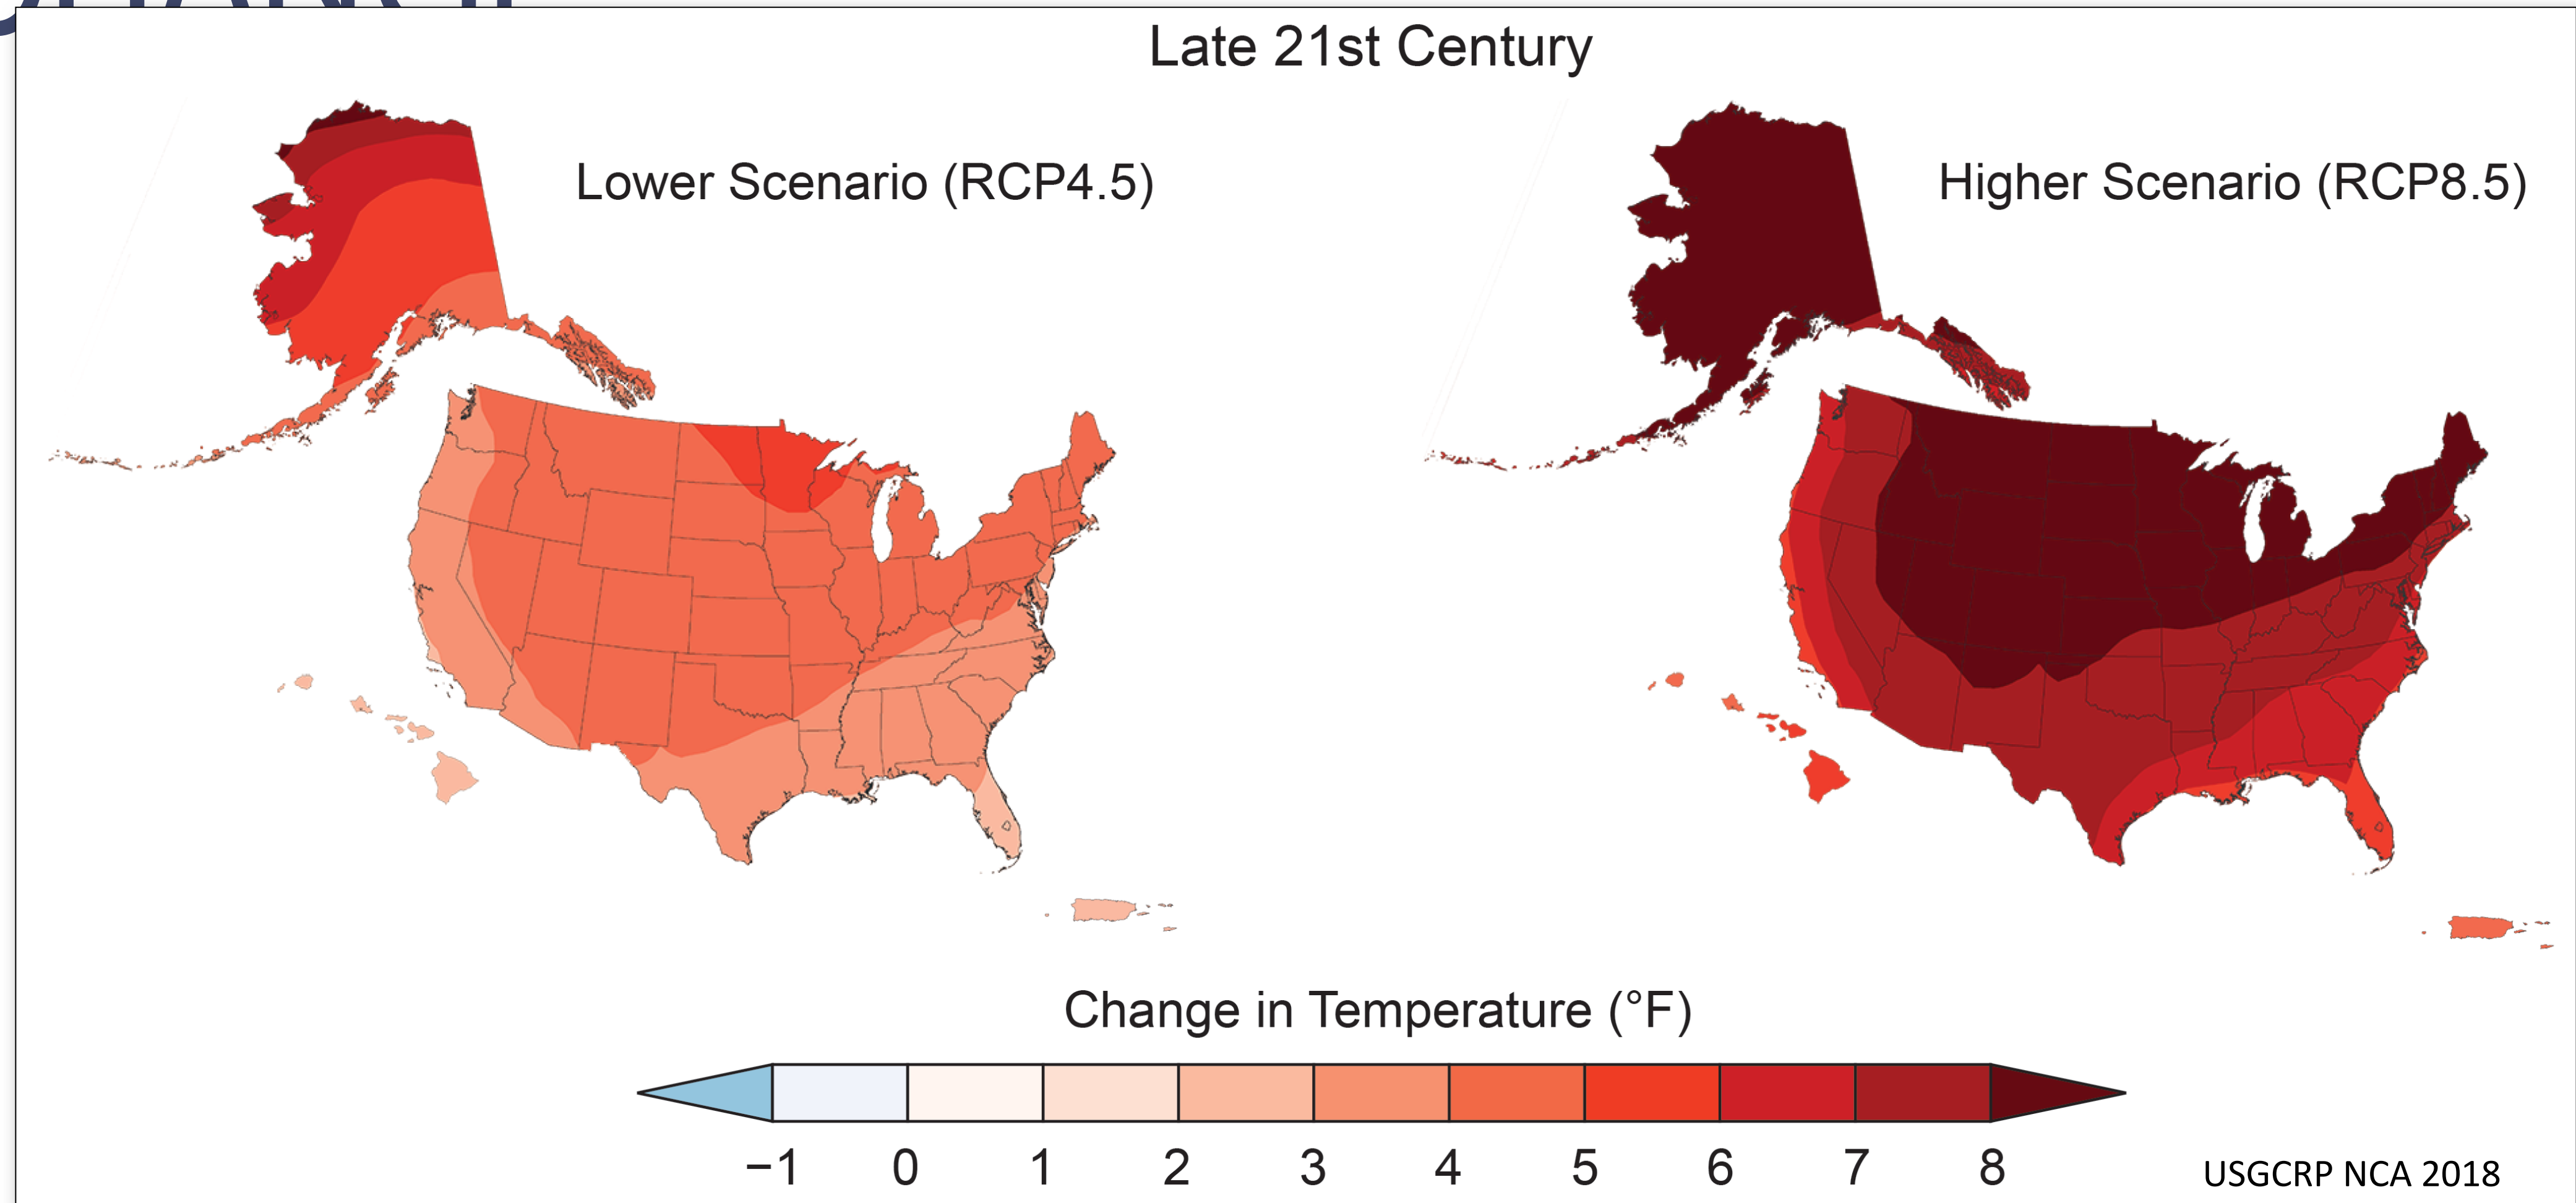 Late 21st Century
Lower Scenario (RCP4.5)
Higher Scenario (RCP8.5)
Change in Temperature (°F)
−1 0 1 2 3 4 5 6 7 8
USGCRP NCA 2018